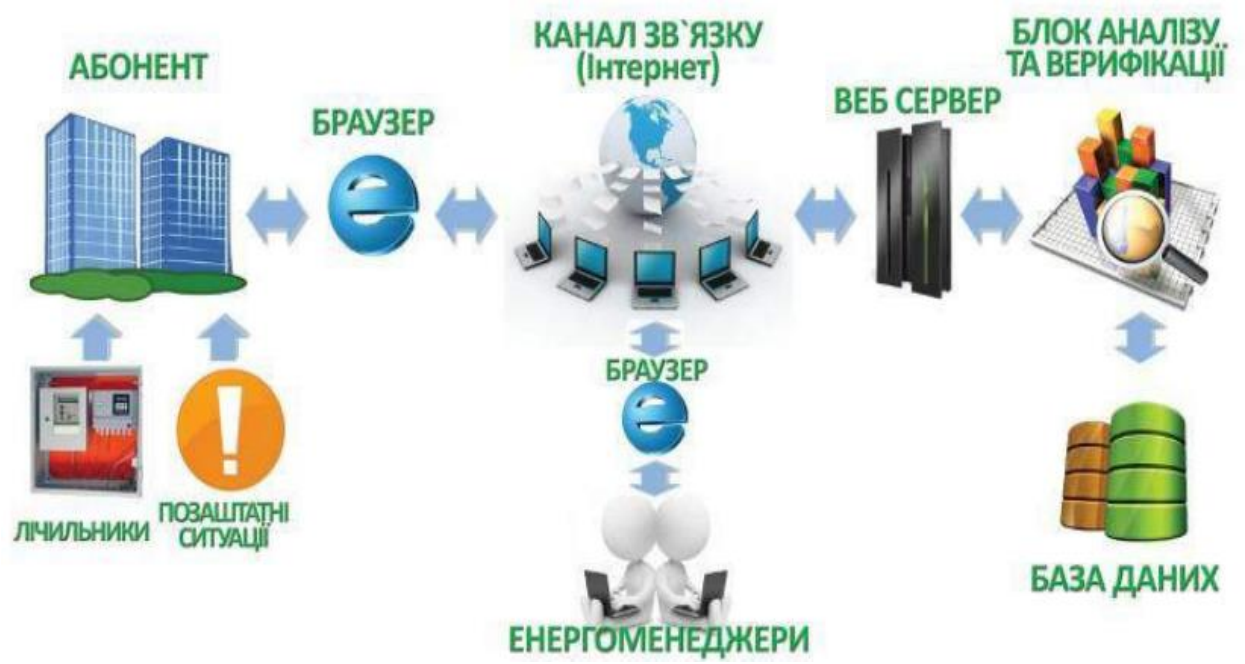 АБОНЕНТ
БРАУЗЕР
КАНАЛ ЗВ`ЯЗКУ
(Інтернет)
ВЕБ СЕРВЕР
БЛОК АНАЛІЗУ
ТА ВЕРИФІКАЦІЇ
БРАУЗЕР
ЛІЧИЛЬНИКИ
ПОЗАШТАТНІ
СИТУАЦІЇ
ЕНЕРГОМЕНЕДЖЕРИ
БАЗА ДАНИХ